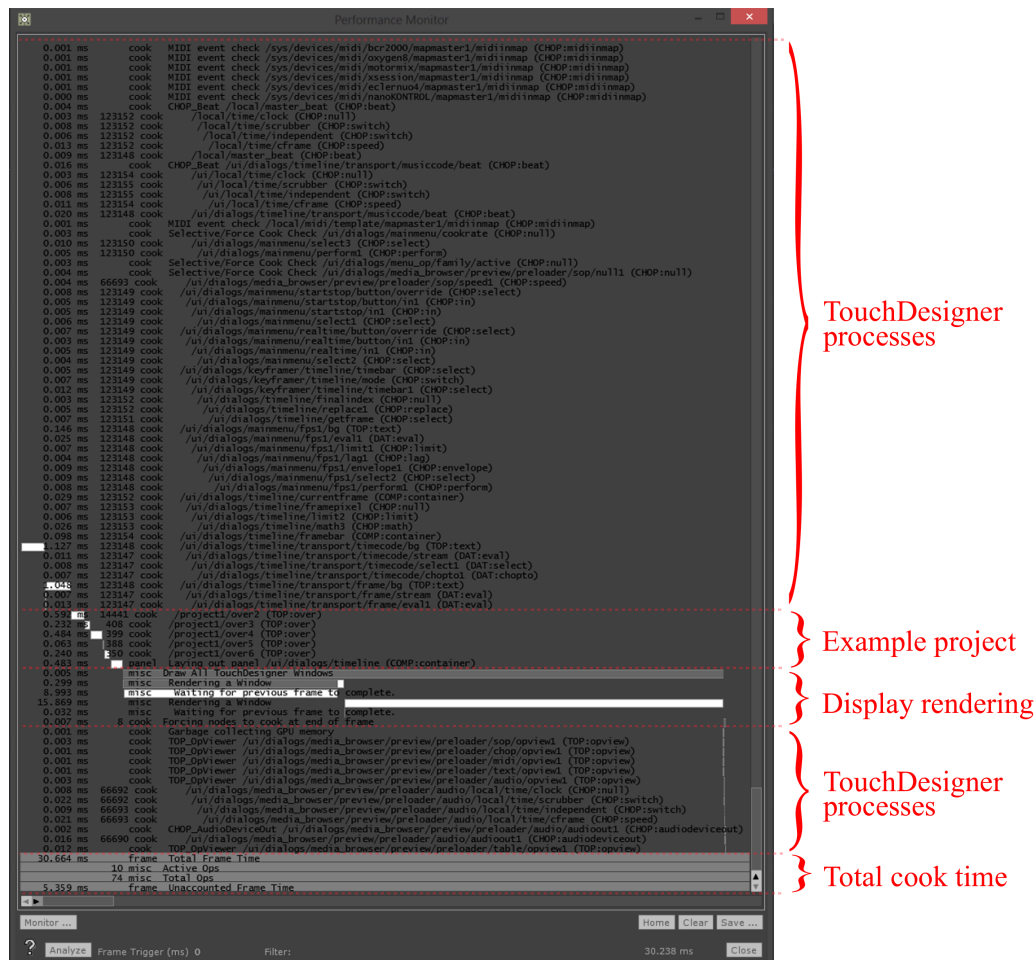 Performance Monitor
0.001 ms cook MIDI event check /sys/devices/midi/bcr2000/mapmaster1/midiinmap (CHOP:midiinmap)
0.001 ms cook MIDI event check /sys/devices/midi/oxygen8/mapmaster1/midiinmap (CHOP:midiinmap)
0.001 ms cook MIDI event check /sys/devices/midi/motormix/mapmaster1/midiinmap (CHOP:midiinmap)
0.001 ms cook MIDI event check /sys/devices/midi/xsession/mapmaster1/midiinmap (CHOP:midiinmap)
0.001 ms cook MIDI event check /sys/devices/midi/eclernuo4/mapmaster1/midiinmap (CHOP:midiinmap)
0.000 ms cook MIDI event check /sys/devices/midi/nanoKONTROL/mapmaster1/midiinmap (CHOP:midiinmap)
0.004 ms cook CHOP_Beat /local/master_beat (CHOP:beat)
0.003 ms 123152 cook /local/time/clock (CHOP:null)
0.008 ms 123152 cook /local/time/scrubber (CHOP:switch)
0.006 ms 123152 cook /local/time/independent (CHOP:switch)
0.013 ms 123152 cook /local/time/cframe (CHOP:speed)
0.009 ms 123148 cook /local/master_beat (CHOP:beat)
0.016 ms cook CHOP_Beat /ui/dialogs/timeline/transport/musiccode/beat (CHOP:beat)
0.003 ms 123154 cook /ui/local/time/clock (CHOP:null)
0.006 ms 123155 cook /ui/local/time/scrubber (CHOP:switch)
0.008 ms 123155 cook /ui/local/time/independent (CHOP:switch)
0.011 ms 123154 cook /ui/local/time/cframe (CHOP:speed)
0.020 ms 123148 cook /ui/dialogs/timeline/transport/musiccode/beat (CHOP:beat)
0.001 ms cook MIDI event check /local/midi/template/mapmaster1/midiinmap (CHOP:midiinmap)
0.003 ms cook Selective/Force Cook Check /ui/dialogs/mainmenu/cookrate (CHOP:null)
0.010 ms 123150 cook /ui/dialogs/mainmenu/select3 (CHOP:select)
0.005 ms 123150 cook /ui/dialogs/mainmenu/perform1 (CHOP:perform)
0.003 ms cook Selective/Force Cook Check /ui/dialogs/menu_op/family/active (CHOP:null)
0.004 ms cook Selective/Force Cook Check /ui/dialogs/media_browser/preview/preloader/sop/null1 (CHOP:null)
0.004 ms 66693 cook /ui/dialogs/media_browser/preview/preloader/sop/speed1 (CHOP:speed)
0.008 ms 123149 cook /ui/dialogs/mainmenu/startstop/button/override (CHOP:select)
0.005 ms 123149 cook /ui/dialogs/mainmenu/startstop/button/in1 (CHOP:in)
0.005 ms 123149 cook /ui/dialogs/mainmenu/startstop/in1 (CHOP:in)
0.006 ms 123149 cook /ui/dialogs/mainmenu/select1 (CHOP:select)
0.007 ms 123149 cook /ui/dialogs/mainmenu/realtime/button/override (CHOP:select)
0.003 ms 123149 cook /ui/dialogs/mainmenu/realtime/button/in1 (CHOP:in)
0.005 ms 123149 cook /ui/dialogs/mainmenu/realtime/in1 (CHOP:in)
0.004 ms 123149 cook /ui/dialogs/mainmenu/select2 (CHOP:select)
0.005 ms 123149 cook /ui/dialogs/keyframer/timeline/timebar (CHOP:select)
0.007 ms 123149 cook /ui/dialogs/keyframer/timeline/mode (CHOP:switch)
0.012 ms 123149 cook /ui/dialogs/keyframer/timeline/timebar1 (CHOP:select)
0.003 ms 123152 cook /ui/dialogs/timeline/finalindex (CHOP:null)
0.005 ms 123152 cook /ui/dialogs/timeline/replace1 (CHOP:replace)
0.007 ms 123151 cook /ui/dialogs/timeline/getframe (CHOP:select)
0.146 ms 123148 cook /ui/dialogs/mainmenu/fps1/bg (TOP:text)
0.025 ms 123148 cook /ui/dialogs/mainmenu/fps1/eval1 (DAT:eval)
0.007 ms 123148 cook /ui/dialogs/mainmenu/fps1/limit1 (CHOP:limit)
0.004 ms 123148 cook /ui/dialogs/mainmenu/fps1/lag1 (CHOP:lag)
0.009 ms 123148 cook /ui/dialogs/mainmenu/fps1/envelope1 (CHOP:envelope)
0.009 ms 123148 cook /ui/dialogs/mainmenu/fps1/select2 (CHOP:select)
0.008 ms 123148 cook /ui/dialogs/mainmenu/fps1/perform1 (CHOP:perform)
0.029 ms 123152 cook /ui/dialogs/timeline/currentframe (COMP:container)
0.007 ms 123153 cook /ui/dialogs/timeline/framepixel (CHOP:null)
0.006 ms 123153 cook /ui/dialogs/timeline/limit2 (CHOP:limit)
0.026 ms 123153 cook /ui/dialogs/timeline/math3 (CHOP:math)
0.098 ms 123154 cook /ui/dialogs/timeline/framebar (COMP:container)
1.127 ms 123148 cook /ui/dialogs/timeline/transport/timecode/bg (TOP:text)
0.011 ms 123147 cook /ui/dialogs/timeline/transport/timecode/stream (DAT:eval)
0.008 ms 123147 cook /ui/dialogs/timeline/transport/timecode/select1 (DAT:select)
0.007 ms 123147 cook /ui/dialogs/timeline/transport/timecode/chopto1 (DAT:chopto)
1.048 ms 123148 cook /ui/dialogs/timeline/transport/frame/bg (TOP:text)
0.007 ms 123147 cook /ui/dialogs/timeline/transport/frame/stream (DAT:eval)
0.013 ms 123147 cook /ui/dialogs/timeline/transport/frame/eval1 (DAT:eval)
TouchDesigner
processes
0.592 ms 14441 cook /project1/over2 (TOP:over)
0.232 ms 408 cook /project1/over3 (TOP:over)
0.484 ms 399 cook /project1/over4 (TOP:over)
0.063 ms 388 cook /project1/over5 (TOP:over)
0.240 ms 350 cook /project1/over6 (TOP:over)
0.483 ms panel Laying out panel /ui/dialogs/timeline (COMP:container)
Example project
0.005 ms misc Draw All TouchDesigner Windows
0.299 ms misc Rendering a Window
8.993 ms misc Waiting for previous frame to complete.
15.869 ms misc Rendering a Window
0.032 ms misc Waiting for previous frame to complete.
0.007 ms 8 cook Forcing nodes to cook at end of frame
Display rendering
0.001 ms cook Garbage collecting GPU memory
0.003 ms cook TOP_OpViewer /ui/dialogs/media_browser/preview/preloader/sop/opview1 (TOP:opview)
0.001 ms cook TOP_OpViewer /ui/dialogs/media_browser/preview/preloader/chop/opview1 (TOP:opview)
0.001 ms cook TOP_OpViewer /ui/dialogs/media_browser/preview/preloader/midi/opview1 (TOP:opview)
0.001 ms cook TOP_OpViewer /ui/dialogs/media_browser/preview/preloader/text/opview1 (TOP:opview)
0.003 ms cook TOP_OpViewer /ui/dialogs/media_browser/preview/preloader/audio/opview1 (TOP:opview)
0.008 ms 66692 cook /ui/dialogs/media_browser/preview/preloader/audio/local/time/clock (CHOP:null)
0.022 ms 66692 cook /ui/dialogs/media_browser/preview/preloader/audio/local/time/scrubber (CHOP:switch)
0.009 ms 66693 cook /ui/dialogs/media_browser/preview/preloader/audio/local/time/independent (CHOP:switch)
0.021 ms 66693 cook /ui/dialogs/media_browser/preview/preloader/audio/local/time/cframe (CHOP:speed)
0.002 ms cook CHOP_AudioDeviceOut /ui/dialogs/media_browser/preview/preloader/audio/audioout1 (CHOP:audiodeviceout)
0.016 ms 66690 cook /ui/dialogs/media_browser/preview/preloader/audio/audioout1 (CHOP:audiodeviceout)
0.012 ms cook TOP_OpViewer /ui/dialogs/media_browser/preview/preloader/table/opview1 (TOP:opview)
TouchDesigner
processes
30.664 ms frame Total Frame Time
10 misc Active Ops
74 misc Total Ops
5.359 ms frame Unaccounted Frame Time
Total cook time
Monitor ... Home Clear Save ...
? Analyze Frame Trigger (ms) 0 Filter: 30.238 ms Close